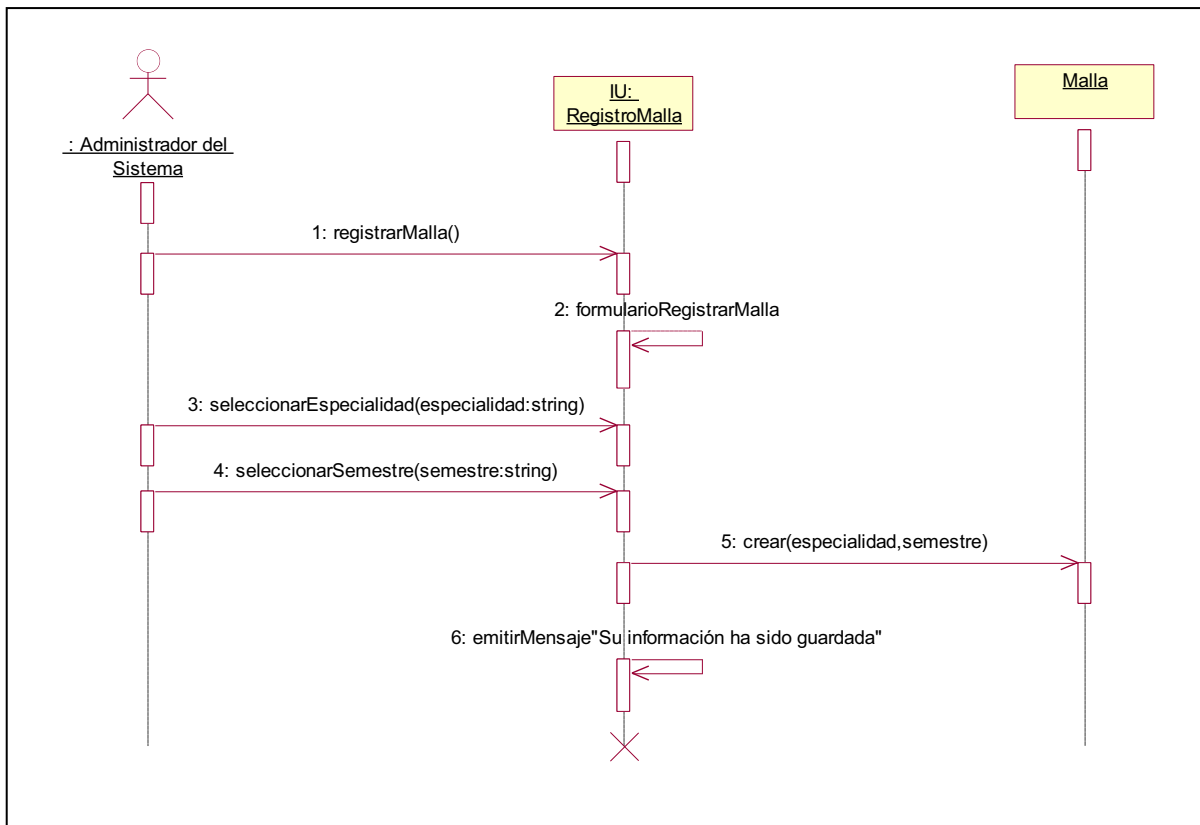 IU:
RegistroMalla
Malla
: Administrador del
Sistema
1: registrarMalla()
2: formularioRegistrarMalla
3: seleccionarEspecialidad(especialidad:string)
4: seleccionarSemestre(semestre:string)
5: crear(especialidad,semestre)
6: emitirMensaje"Su información ha sido guardada"